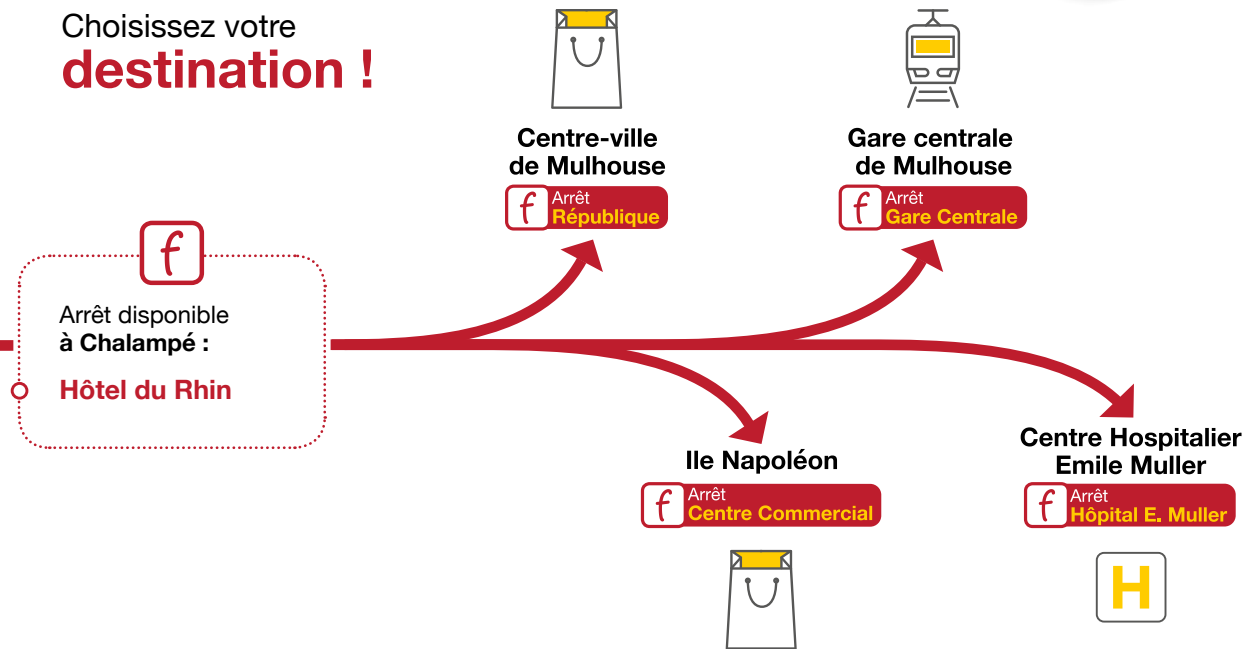 Choisissez votre
destination !
Centre-ville
de Mulhouse
f Arrêt
République
Gare centrale
de Mulhouse
f Arrêt
Gare Centrale
f
Arrêt disponible
à Chalampé :
Hôtel du Rhin
Ile Napoléon
f Arrêt
Centre Commercial
Centre Hospitalier
Emile Muller
f Arrêt
Hôpital E. Muller
H